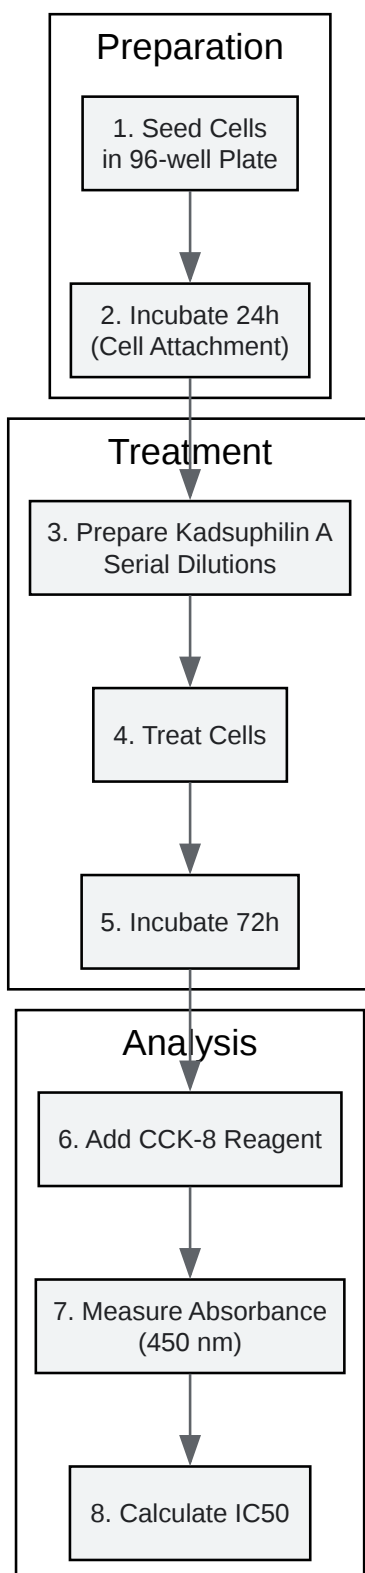 Preparation
1. Seed Cells
in 96-well Plate
2. Incubate 24h
(Cell Attachment)
Treatment
3. Prepare Kadsuphilin A
Serial Dilutions
4. Treat Cells
5. Incubate 72h
Analysis
6. Add CCK-8 Reagent
7. Measure Absorbance
(450 nm)
8. Calculate IC50